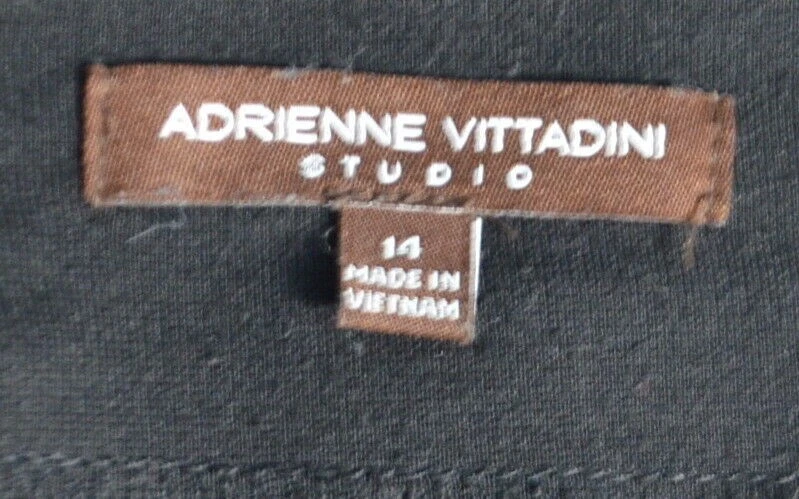 ADRIENNE VITTADINI
STUDIO
14
MADE IN
VIETNAM